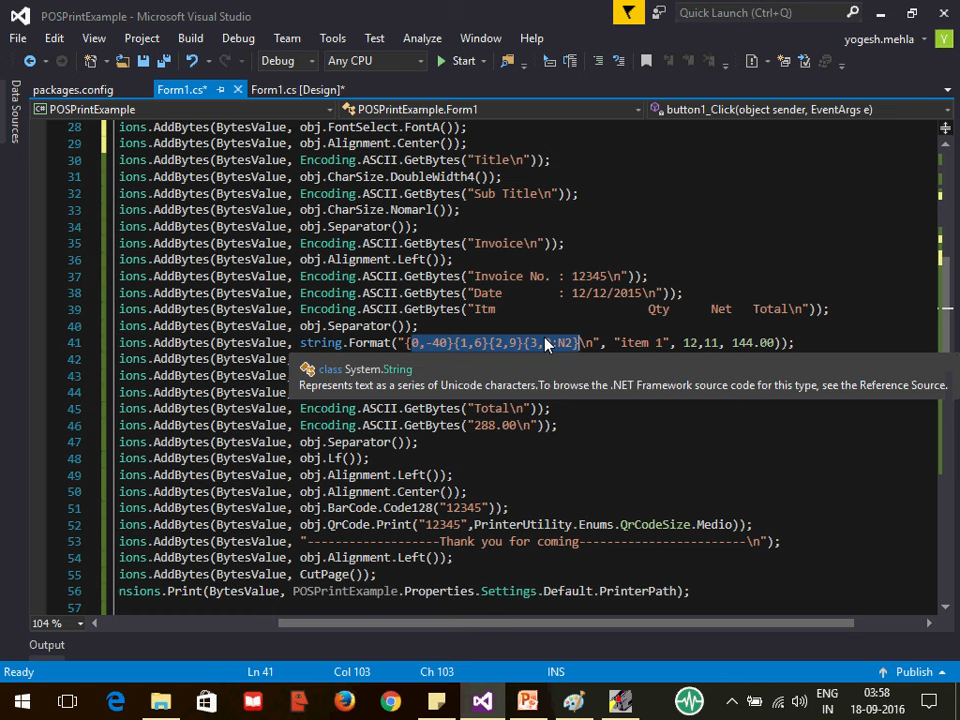 POSPrintExample - Microsoft Visual Studio
Quick Launch (Ctrl+Q)
File Edit View Project Build Debug Team Tools Test Analyze Window Help
yogesh.mehla Y
Debug Any CPU Start
Data Sources
packages.config Form1.cs* Form1.cs [Design]*
POSPrintExample POSPrintExample.Form1 button1_Click(object sender, EventArgs e)
28 ions.AddBytes(BytesValue, obj.FontSelect.FontA());
29 ions.AddBytes(BytesValue, obj.Alignment.Center());
30 ions.AddBytes(BytesValue, Encoding.ASCII.GetBytes("Title\n"));
31 ions.AddBytes(BytesValue, obj.CharSize.DoubleWidth4());
32 ions.AddBytes(BytesValue, Encoding.ASCII.GetBytes("Sub Title\n"));
33 ions.AddBytes(BytesValue, obj.CharSize.Nomarl());
34 ions.AddBytes(BytesValue, obj.Separator());
35 ions.AddBytes(BytesValue, Encoding.ASCII.GetBytes("Invoice\n"));
36 ions.AddBytes(BytesValue, obj.Alignment.Left());
37 ions.AddBytes(BytesValue, Encoding.ASCII.GetBytes("Invoice No. : 12345\n"));
38 ions.AddBytes(BytesValue, Encoding.ASCII.GetBytes("Date        : 12/12/2015\n"));
39 ions.AddBytes(BytesValue, Encoding.ASCII.GetBytes("Itm                      Qty      Net   Total\n"));
40 ions.AddBytes(BytesValue, obj.Separator());
41 ions.AddBytes(BytesValue, string.Format("{0,-40}{1,6}{2,9}{3, :N2}\n", "item 1", 12,11, 144.00));
42 ions.AddBytes(BytesValue,
class System.String
43 ions.AddBytes(BytesValue,
Represents text as a series of Unicode characters.To browse the .NET Framework source code for this type, see the Reference Source.
44 ions.AddBytes(BytesValue,
45 ions.AddBytes(BytesValue, Encoding.ASCII.GetBytes("Total\n"));
46 ions.AddBytes(BytesValue, Encoding.ASCII.GetBytes("288.00\n"));
47 ions.AddBytes(BytesValue, obj.Separator());
48 ions.AddBytes(BytesValue, obj.Lf());
49 ions.AddBytes(BytesValue, obj.Alignment.Left());
50 ions.AddBytes(BytesValue, obj.Alignment.Center());
51 ions.AddBytes(BytesValue, obj.BarCode.Code128("12345"));
52 ions.AddBytes(BytesValue, obj.QrCode.Print("12345",PrinterUtility.Enums.QrCodeSize.Medio));
53 ions.AddBytes(BytesValue, "-------------------Thank you for coming------------------------\n");
54 ions.AddBytes(BytesValue, obj.Alignment.Left());
55 ions.AddBytes(BytesValue, CutPage());
56 nsions.Print(BytesValue, POSPrintExample.Properties.Settings.Default.PrinterPath);
57
104 %
Output
Ready Ln 41 Col 103 Ch 103 INS Publish
ENG 03:58
IN 18-09-2016